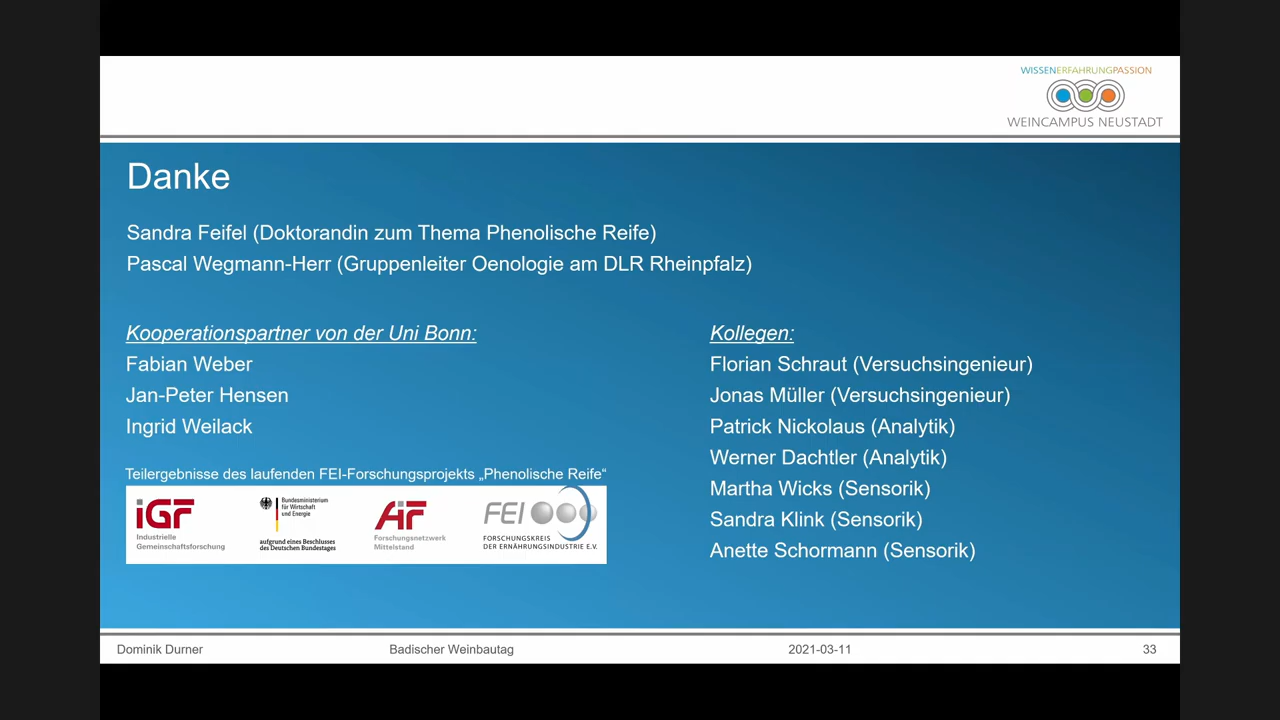 WISSENERFAHRUNGPASSION
WEINCAMPUS NEUSTADT
Danke
Sandra Feifel (Doktorandin zum Thema Phenolische Reife)
Pascal Wegmann-Herr (Gruppenleiter Oenologie am DLR Rheinpfalz)
Kooperationspartner von der Uni Bonn:
Fabian Weber
Jan-Peter Hensen
Ingrid Weilack
Teilergebnisse des laufenden FEI-Forschungsprojekts „Phenolische Reife“
iGF
Industrielle
Gemeinschaftsforschung
Bundesministerium
für Wirtschaft
und Energie
aufgrund eines Beschlusses
des Deutschen Bundestages
AiF
Forschungsnetzwerk
Mittelstand
FEI
FORSCHUNGSKREIS
DER ERNÄHRUNGSINDUSTRIE E.V.
Kollegen:
Florian Schraut (Versuchsingenieur)
Jonas Müller (Versuchsingenieur)
Patrick Nickolaus (Analytik)
Werner Dachtler (Analytik)
Martha Wicks (Sensorik)
Sandra Klink (Sensorik)
Anette Schormann (Sensorik)
Dominik Durner
Badischer Weinbautag
2021-03-11
33